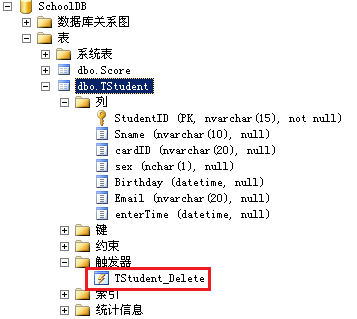 SchoolDB
数据库关系图
表
系统表
dbo.Score
dbo.TStudent
列
StudentID (PK, nvarchar(15), not null)
Sname (nvarchar(10), null)
cardID (nvarchar(20), null)
sex (nchar(1), null)
Birthday (datetime, null)
Email (nvarchar(20), null)
enterTime (datetime, null)
键
约束
触发器
TStudent_Delete
索引
统计信息